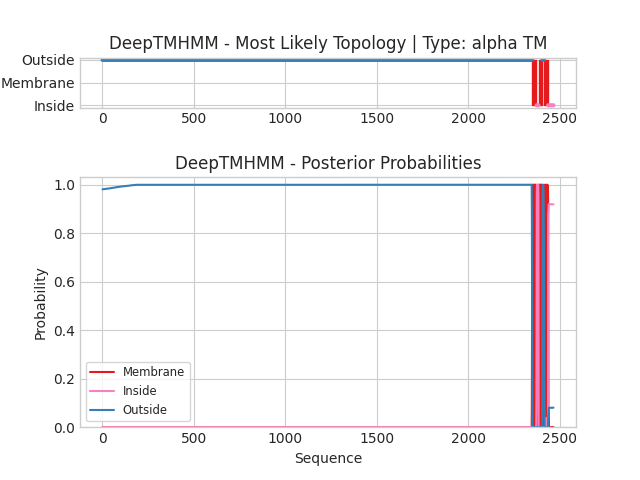 DeepTMHMM - Most Likely Topology | Type: alpha TM
Outside
Membrane
Inside
0 500 1000 1500 2000 2500
DeepTMHMM - Posterior Probabilities
1.0
0.8
0.6
0.4
0.2
0.0
Probability
Membrane
Inside
Outside
0 500 1000 1500 2000 2500
Sequence